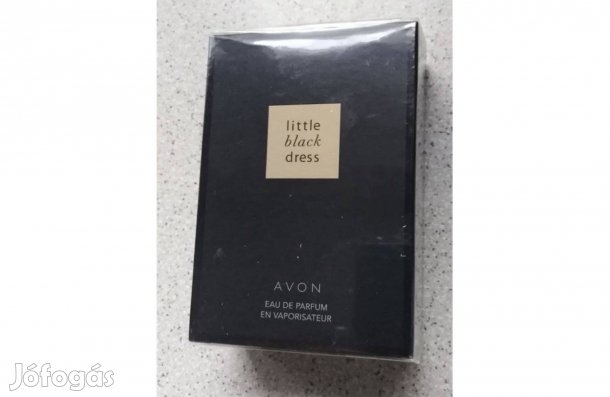 little
black
dress
AVON
EAU DE PARFUM
EN VAPORISATEUR
Jófogás